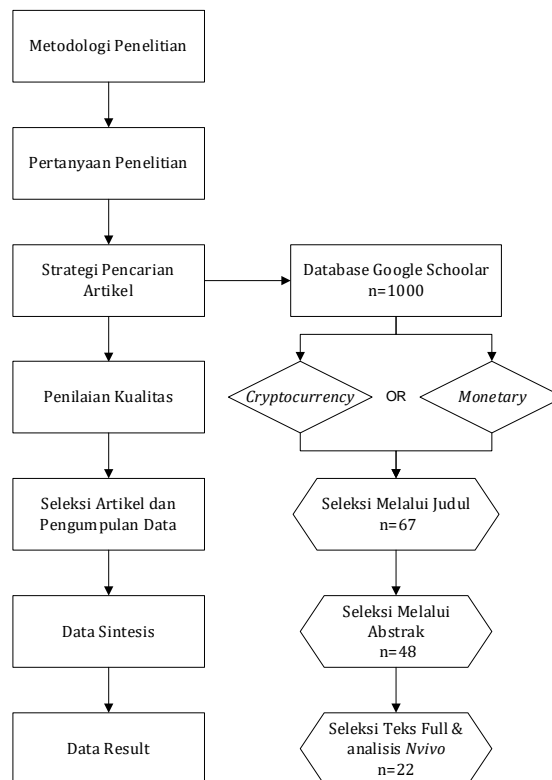 Metodologi Penelitian
Pertanyaan Penelitian
Strategi Pencarian
Artikel
Penilaian Kualitas
Seleksi Artikel dan
Pengumpulan Data
Data Sintesis
Data Result
Database Google Schoolar
n=1000
Cryptocurrency
OR
Monetary
Seleksi Melalui Judul
n=67
Seleksi Melalui
Abstrak
n=48
Seleksi Teks Full &
analisis Nvivo
n=22